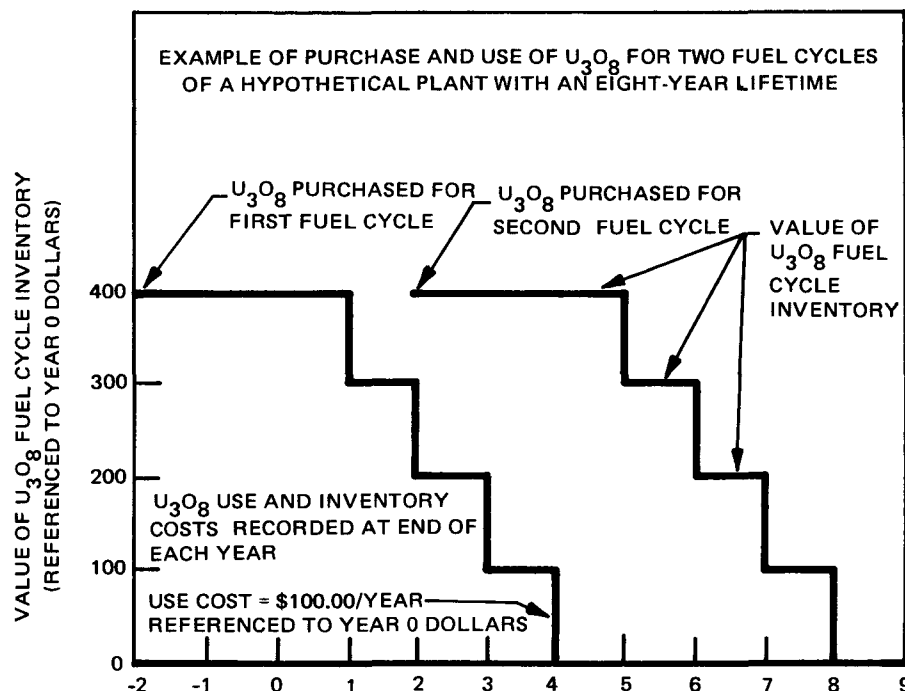 EXAMPLE OF PURCHASE AND USE OF U3O8 FOR TWO FUEL CYCLES
OF A HYPOTHETICAL PLANT WITH AN EIGHT-YEAR LIFETIME
U3O8 PURCHASED FOR
FIRST FUEL CYCLE
U3O8 PURCHASED FOR
SECOND FUEL CYCLE
VALUE OF
U3O8 FUEL
CYCLE
INVENTORY
VALUE OF U3O8 FUEL CYCLE INVENTORY
(REFERENCED TO YEAR 0 DOLLARS)
400
300
200
100
0
U3O8 USE AND INVENTORY
COSTS RECORDED AT END OF
EACH YEAR
USE COST = $100.00/YEAR
REFERENCED TO YEAR 0 DOLLARS
-2 -1 0 1 2 3 4 5 6 7 8 9